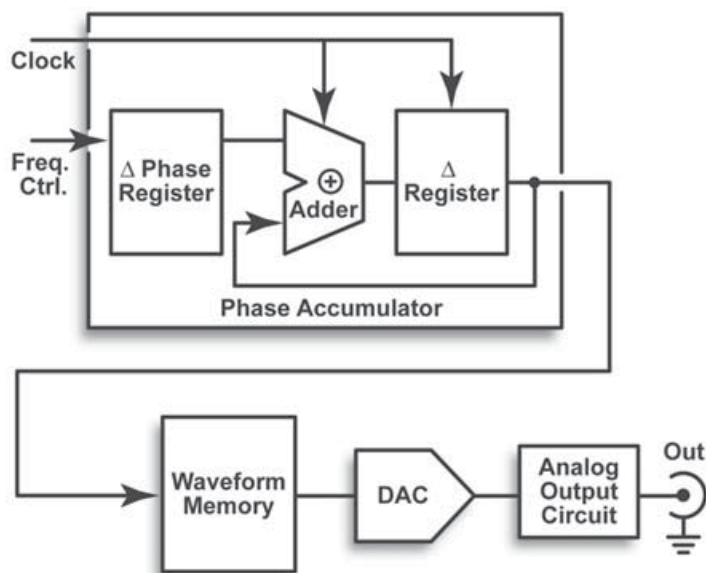 Clock
Freq.
Ctrl.
Δ Phase
Register
Adder
Δ
Register
Phase Accumulator
Waveform
Memory
DAC
Analog
Output
Circuit
Out